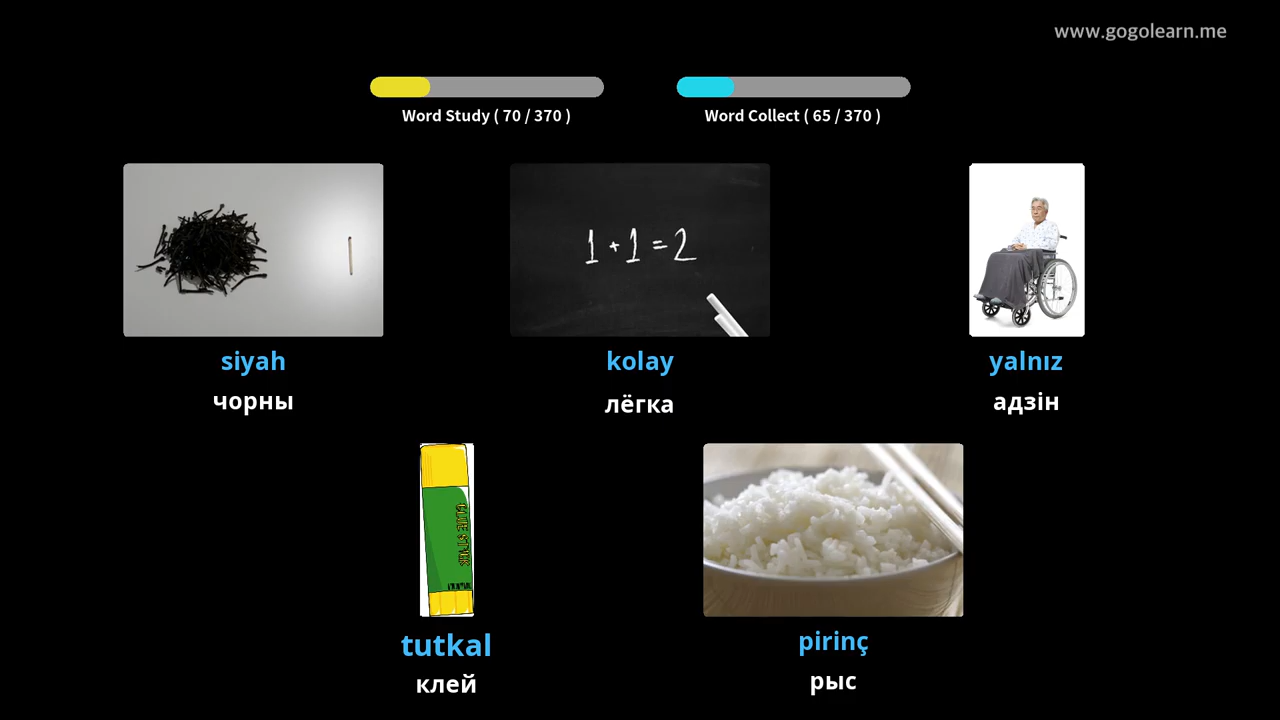 www.gogolearn.me
Word Study ( 70 / 370 )
Word Collect ( 65 / 370 )
1 + 1 = 2
siyah
kolay
yalnız
чорны
лёгка
адзін
tutkal
pirinç
клей
рыс